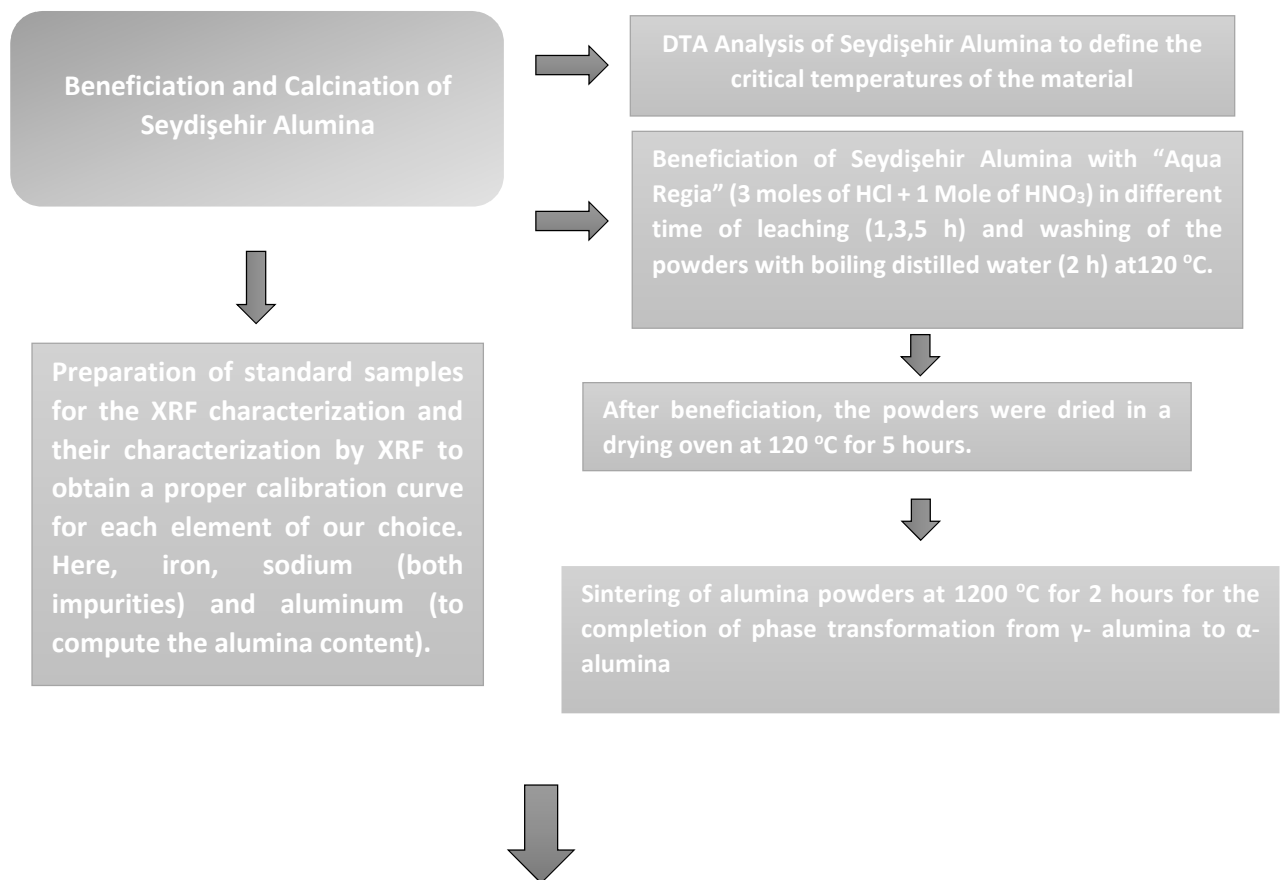 Beneficiation and Calcination of
Seydişehir Alumina
DTA Analysis of Seydişehir Alumina to define the
critical temperatures of the material
Beneficiation of Seydişehir Alumina with “Aqua
Regia” (3 moles of HCl + 1 Mole of HNO₃) in different
time of leaching (1,3,5 h) and washing of the
powders with boiling distilled water (2 h) at120 °C.
Preparation of standard samples
for the XRF characterization and
their characterization by XRF to
obtain a proper calibration curve
for each element of our choice.
Here, iron, sodium (both
impurities) and aluminum (to
compute the alumina content).
After beneficiation, the powders were dried in a
drying oven at 120 °C for 5 hours.
Sintering of alumina powders at 1200 °C for 2 hours for the
completion of phase transformation from γ- alumina to α-
alumina